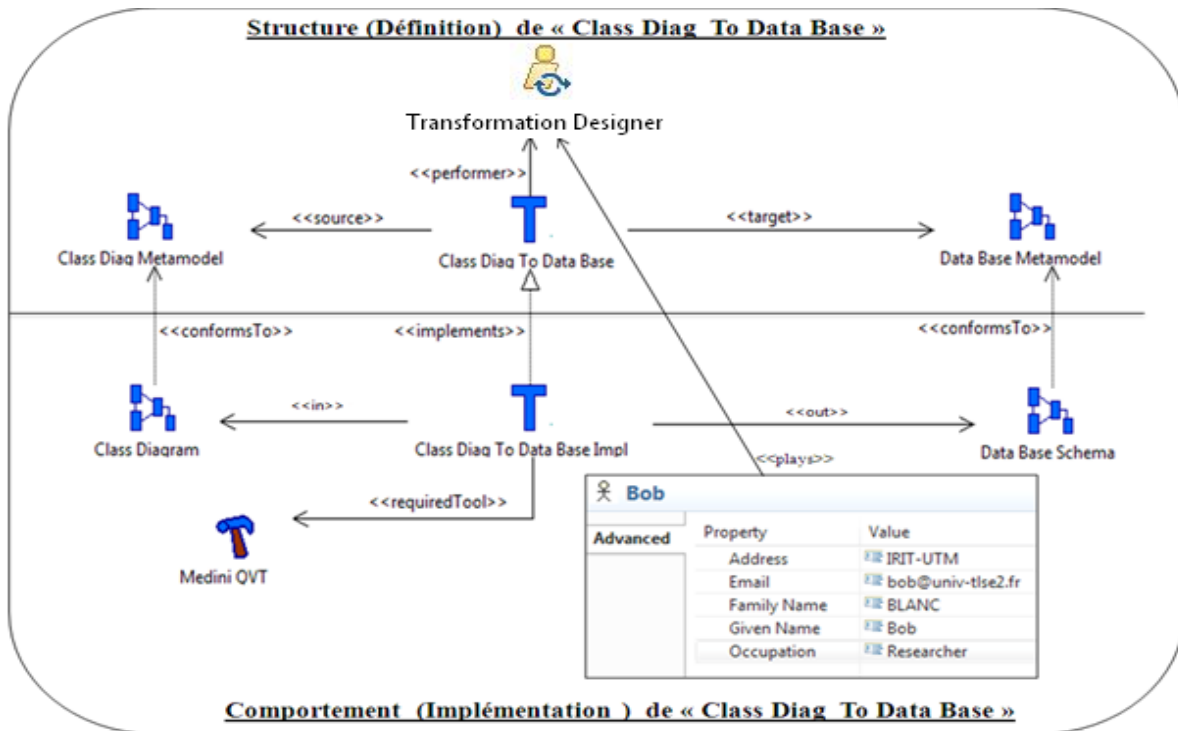 Structure (Définition) de « Class Diag To Data Base »
Transformation Designer
<<performer>>
<<source>>
<<target>>
Class Diag Metamodel
Class Diag To Data Base
Data Base Metamodel
<<conformsTo>>
<<implements>>
<<conformsTo>>
<<in>>
<<out>>
Class Diagram
Class Diag To Data Base Impl
Data Base Schema
<<plays>>
<<requiredTool>>
Medini QVT
Bob
Advanced
Property Value
Address IRIT-UTM
Email bob@univ-tlse2.fr
Family Name BLANC
Given Name Bob
Occupation Researcher
Comportement (Implémentation ) de « Class Diag To Data Base »